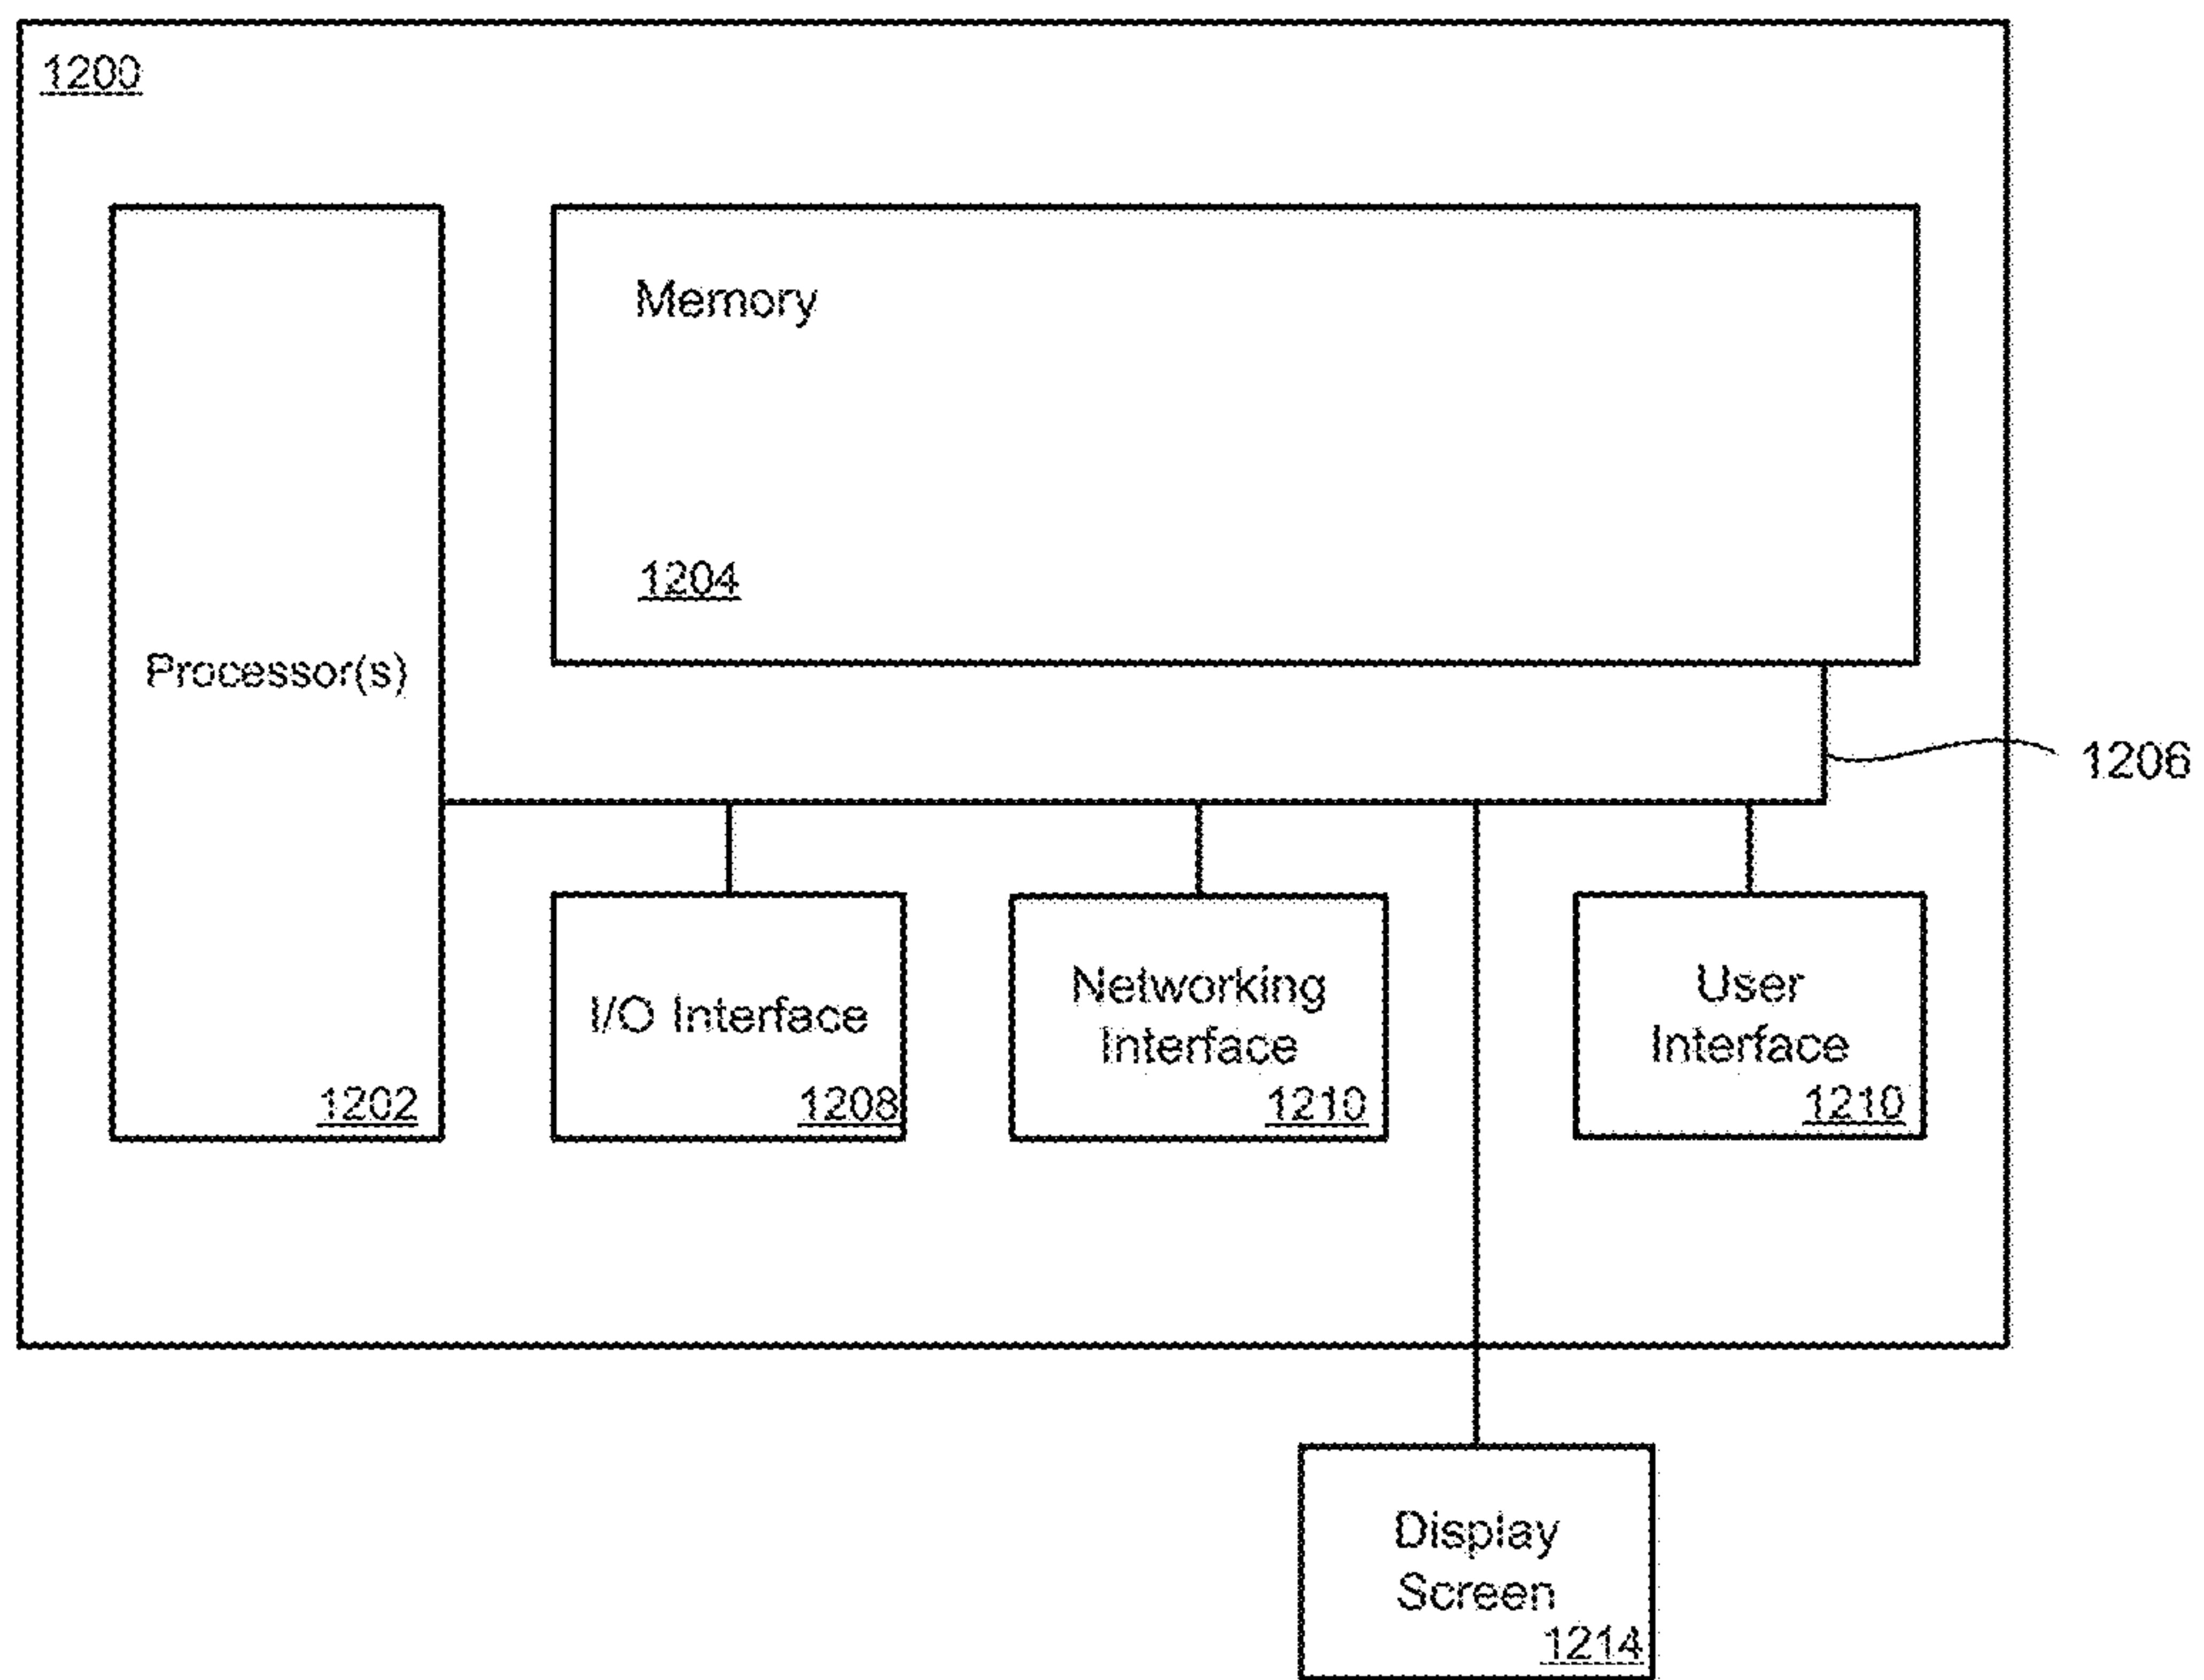 1200
Memory
1204
Processor(s)
1206
I/O Interface
Networking
Interface
User
Interface
1202
1208
1210
1210
Display
Screen
1214